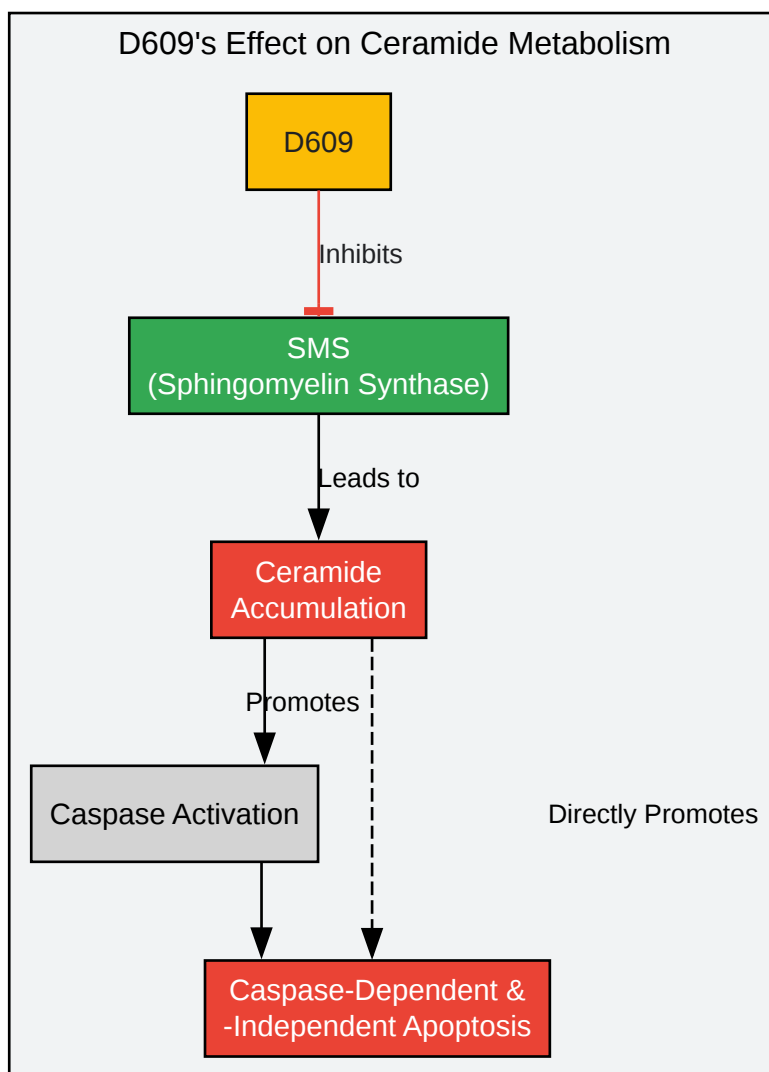 D609's Effect on Ceramide Metabolism
D609
Inhibits
SMS
(Sphingomyelin Synthase)
Leads to
Ceramide
Accumulation
Promotes
Caspase Activation
Directly Promotes
Caspase-Dependent &
-Independent Apoptosis